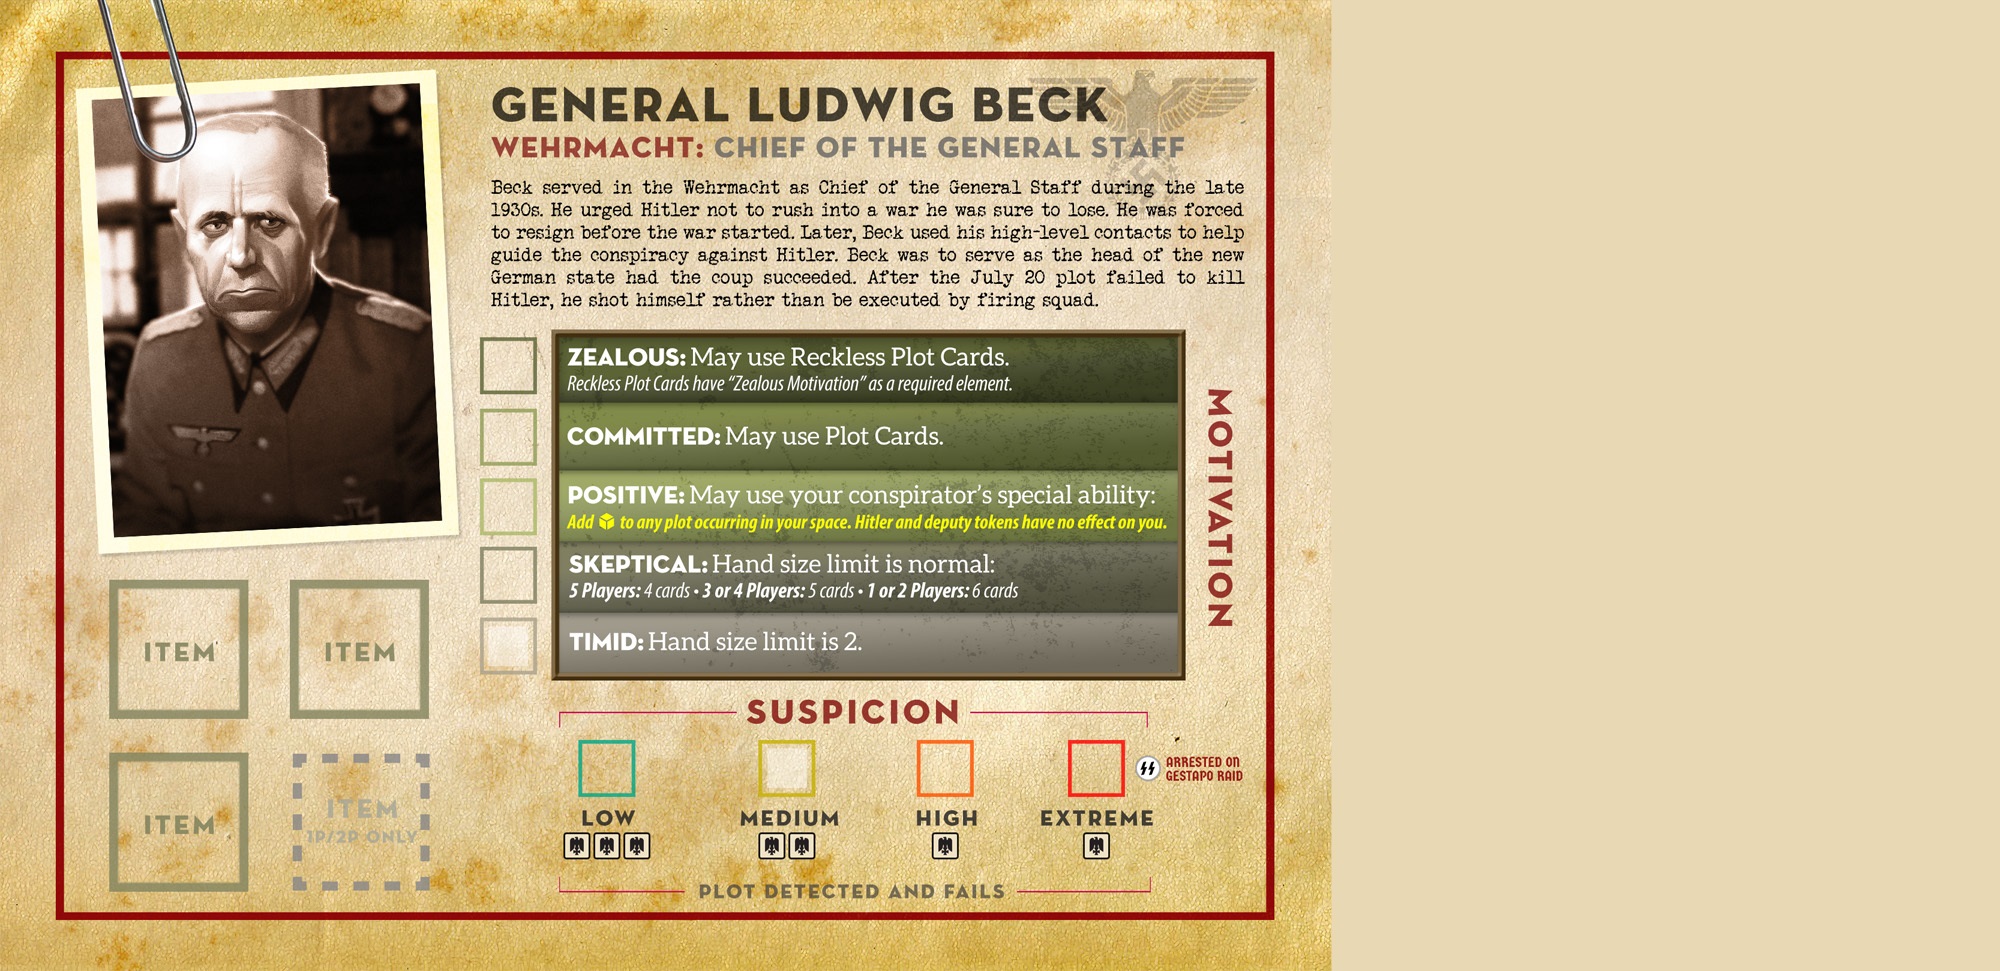 GENERAL LUDWIG BECK
WEHRMACHT: CHIEF OF THE GENERAL STAFF
Beck served in the Wehrmacht as Chief of the General Staff during the late
1930s. He urged Hitler not to rush into a war he was sure to lose. He was forced
to resign before the war started. Later, Beck used his high-level contacts to help
guide the conspiracy against Hitler. Beck was to serve as the head of the new
German state had the coup succeeded. After the July 20 plot failed to kill
Hitler, he shot himself rather than be executed by firing squad.
ZEALOUS: May use Reckless Plot Cards.
Reckless Plot Cards have “Zealous Motivation” as a required element.
COMMITTED: May use Plot Cards.
POSITIVE: May use your conspirator’s special ability:
Add to any plot occurring in your space. Hitler and deputy tokens have no effect on you.
SKEPTICAL: Hand size limit is normal:
5 Players: 4 cards • 3 or 4 Players: 5 cards • 1 or 2 Players: 6 cards
TIMID: Hand size limit is 2.
MOTIVATION
ITEM
ITEM
ITEM
ITEM
1P/2P ONLY
SUSPICION
ARRESTED ON
GESTAPO RAID
LOW
MEDIUM
HIGH
EXTREME
PLOT DETECTED AND FAILS